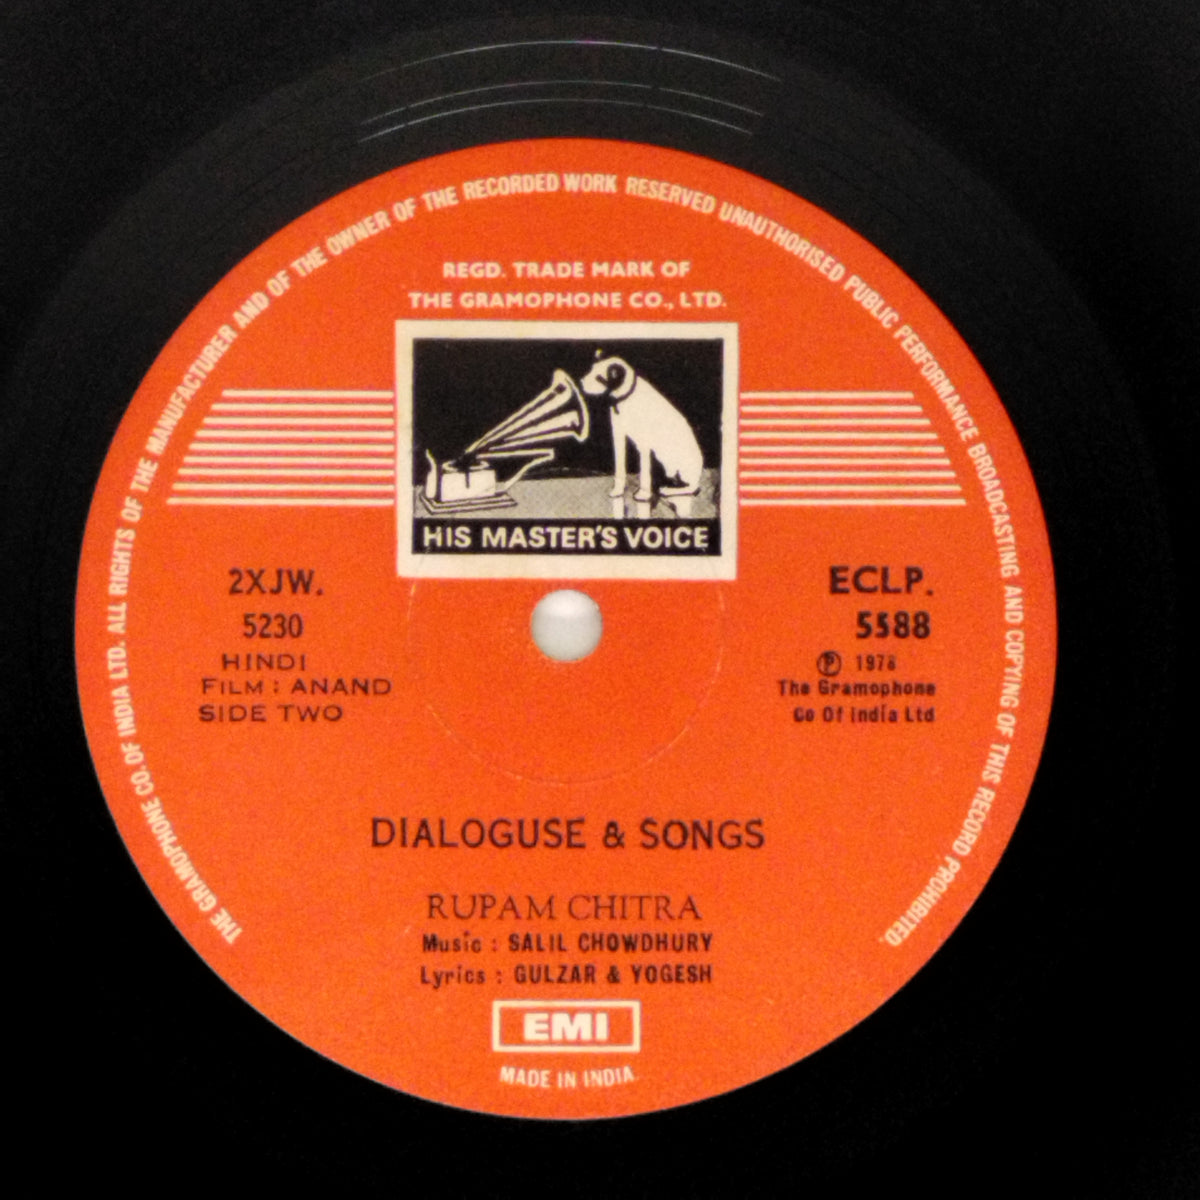 THE GRAMOPHONE CO. OF INDIA LTD. ALL RIGHTS OF THE MANUFACTURER AND OF THE OWNER OF THE RECORDED WORK RESERVED UNAUTHORISED PUBLIC PERFORMANCE BROADCASTING AND COPYING OF THIS RECORD PROHIBITED.
REGD. TRADE MARK OF
THE GRAMOPHONE CO., LTD.
HIS MASTER'S VOICE
2XJW.
5230
HINDI
FILM : ANAND
SIDE TWO
ECLP.
5588
Ⓟ 1978
The Gramophone
Co Of India Ltd
DIALOGUSE & SONGS
RUPAM CHITRA
Music : SALIL CHOWDHURY
Lyrics : GULZAR & YOGESH
EMI
MADE IN INDIA